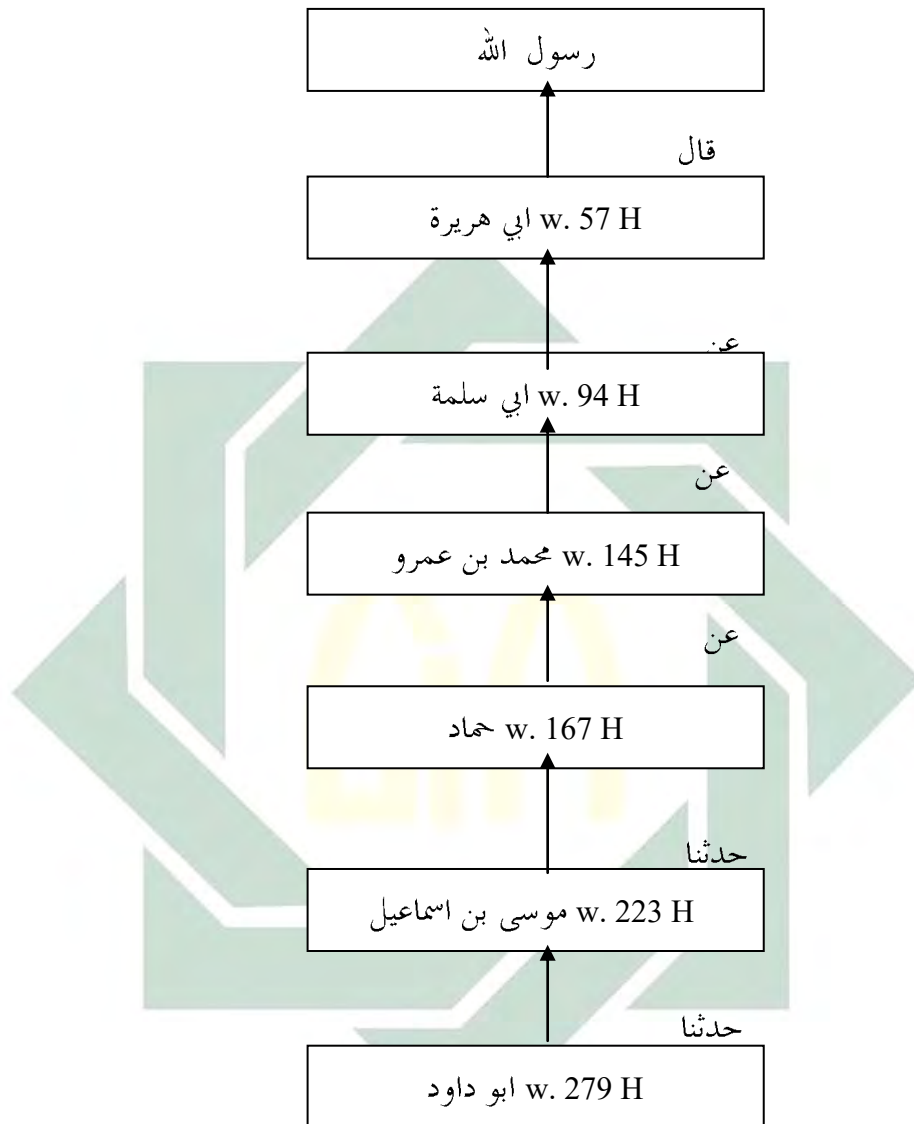 رسول الله
قال
ابي هريرة w. 57 H
عن
ابي سلمة w. 94 H
عن
محمد بن عمرو w. 145 H
عن
حماد w. 167 H
حدثنا
موسى بن اسماعيل w. 223 H
حدثنا
ابو داود w. 279 H